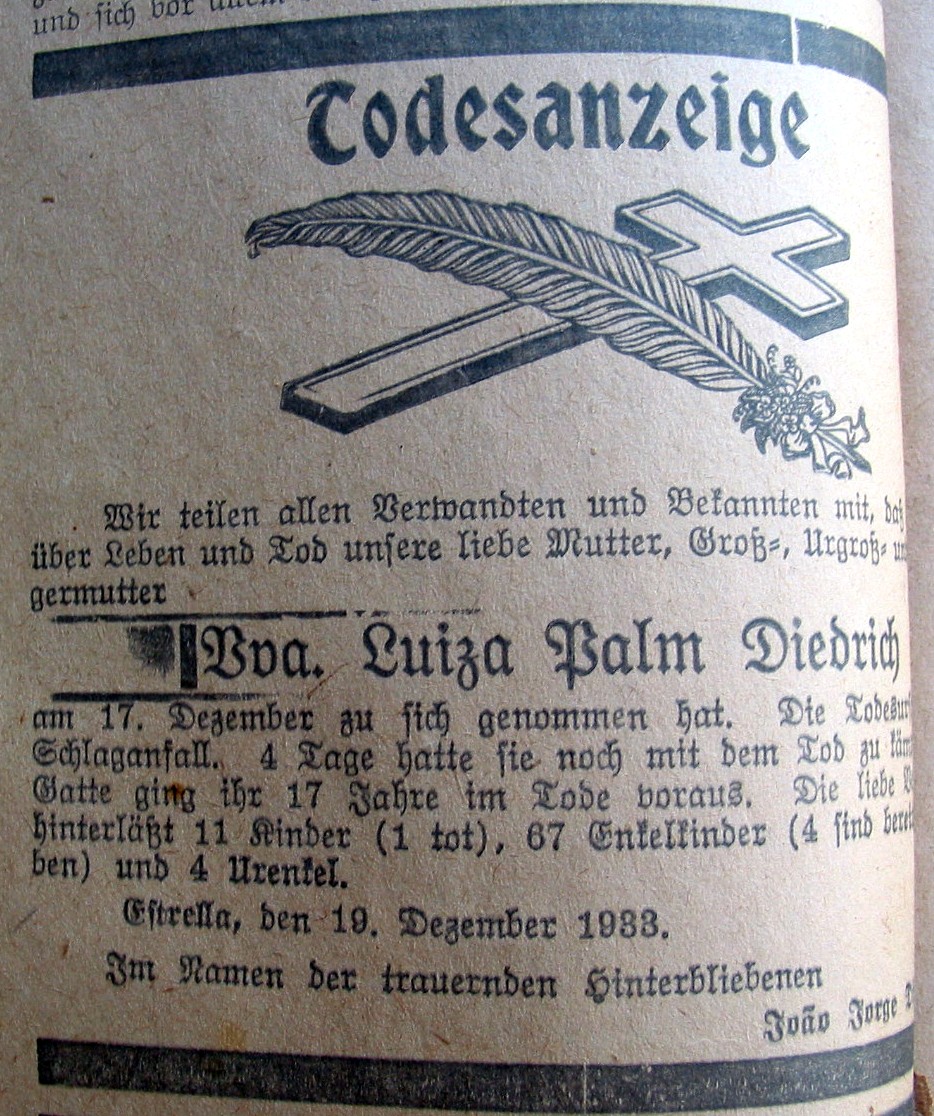 und sich vor
Todesanzeige
Wir teilen allen Verwandten und Bekannten mit, daß
über Leben und Tod unsere liebe Mutter, Groß-, Urgroß-
germutter
Vva. Luiza Palm Diedrich
am 17. Dezember zu sich genommen hat. Die
Schlaganfall. 4 Tage hatte sie noch mit dem Tod zu
Gatte ging ihr 17 Jahre im Tode voraus. Die liebe
hinterläßt 11 Kinder (1 tot), 67 Enkelkinder (4 sind
ben) und 4 Urenkel.
Estrella, den 19. Dezember 1933.
Im Namen der trauernden Hinterbliebenen
João Jorge